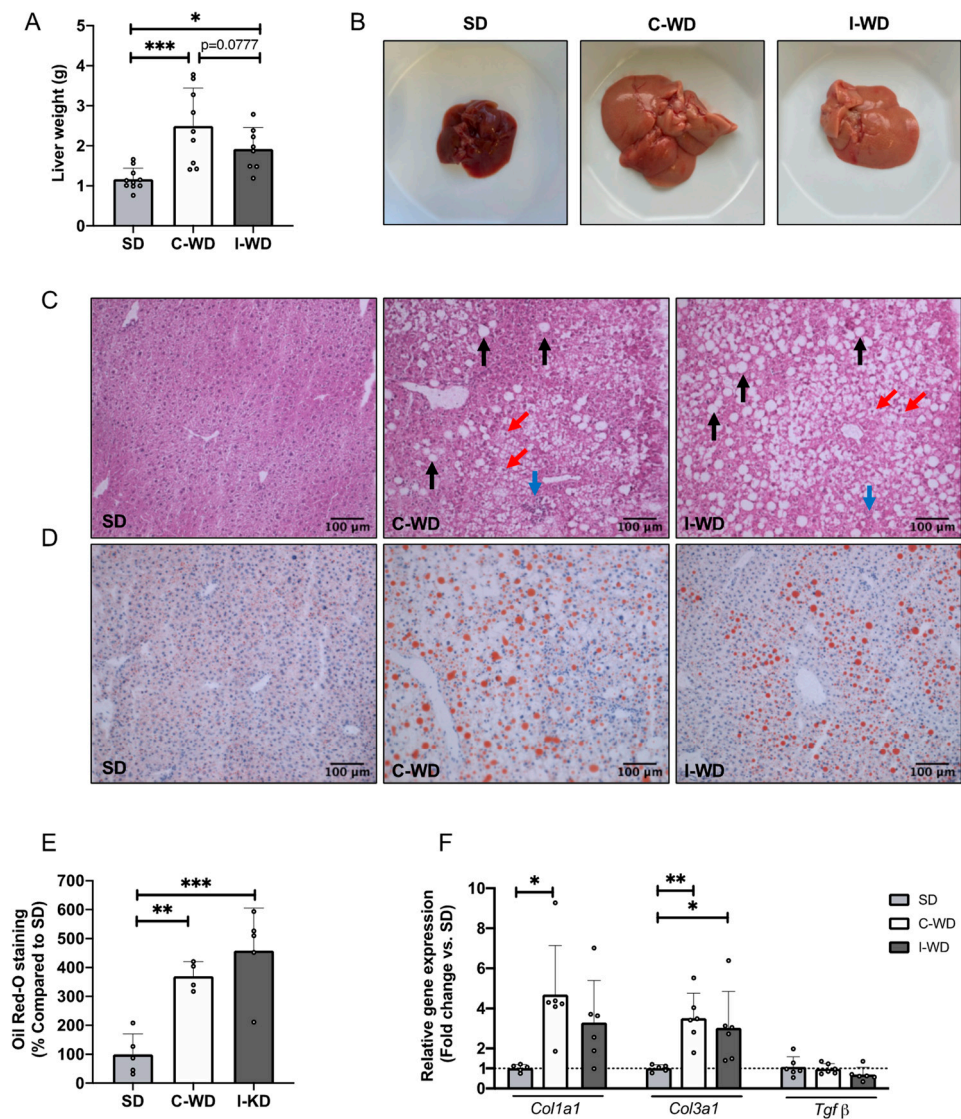 A
Liver weight (g)
5
4
3
2
1
0
*
***
p=0.0777
SD C-WD I-WD
B
SD C-WD I-WD
C
SD
100 μm
C-WD
100 μm
I-WD
100 μm
D
SD
100 μm
C-WD
100 μm
I-WD
100 μm
E
Oil Red-O staining
(% Compared to SD)
700
600
500
400
300
200
100
0
***
**
SD C-WD I-KD
F
Relative gene expression
(Fold change vs. SD)
10
8
6
4
2
1
0
*
**
*
Col1a1 Col3a1 Tgf β
SD
C-WD
I-WD